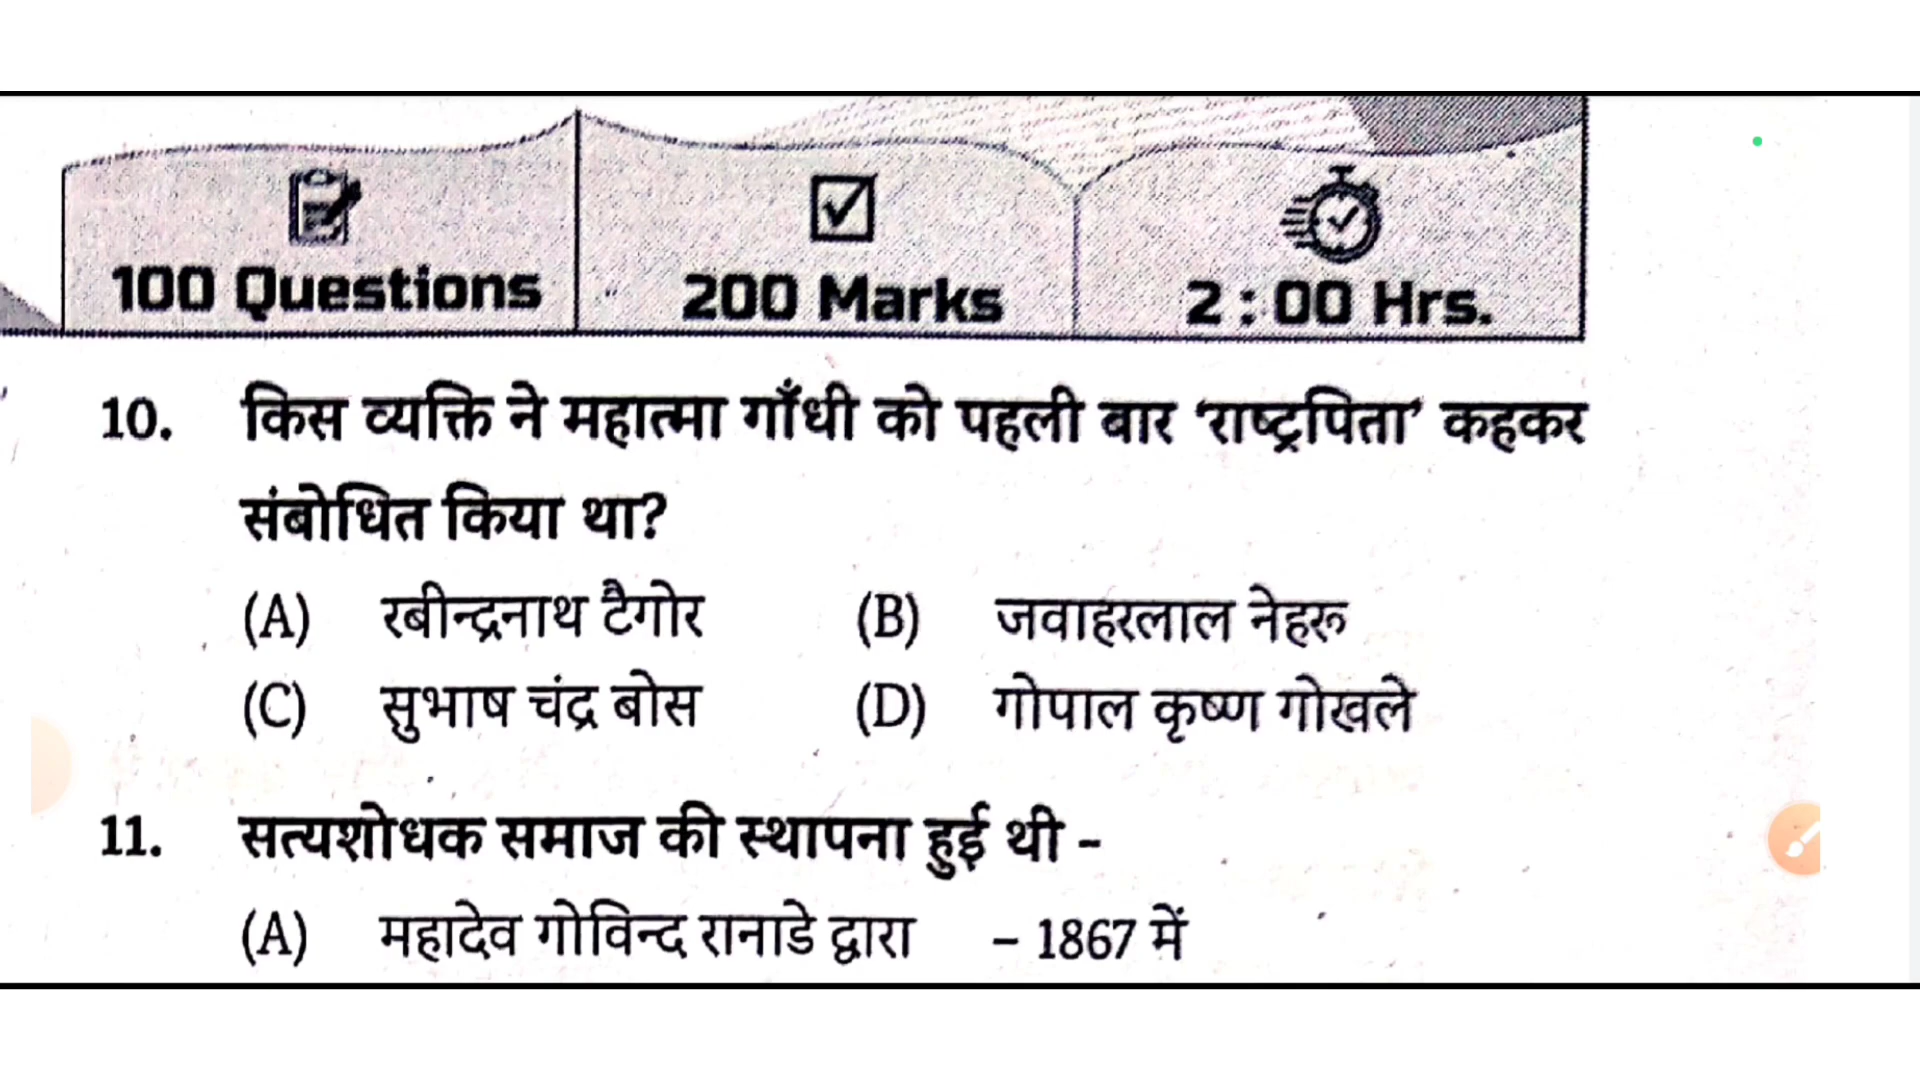 100 Questions
200 Marks
2 : 00 Hrs.
10. किस व्यक्ति ने महात्मा गाँधी को पहली बार ‘राष्ट्रपिता’ कहकर
संबोधित किया था?
(A) रबीन्द्रनाथ टैगोर (B) जवाहरलाल नेहरू
(C) सुभाष चंद्र बोस (D) गोपाल कृष्ण गोखले
11. सत्यशोधक समाज की स्थापना हुई थी -
(A) महादेव गोविन्द रानाडे द्वारा – 1867 में